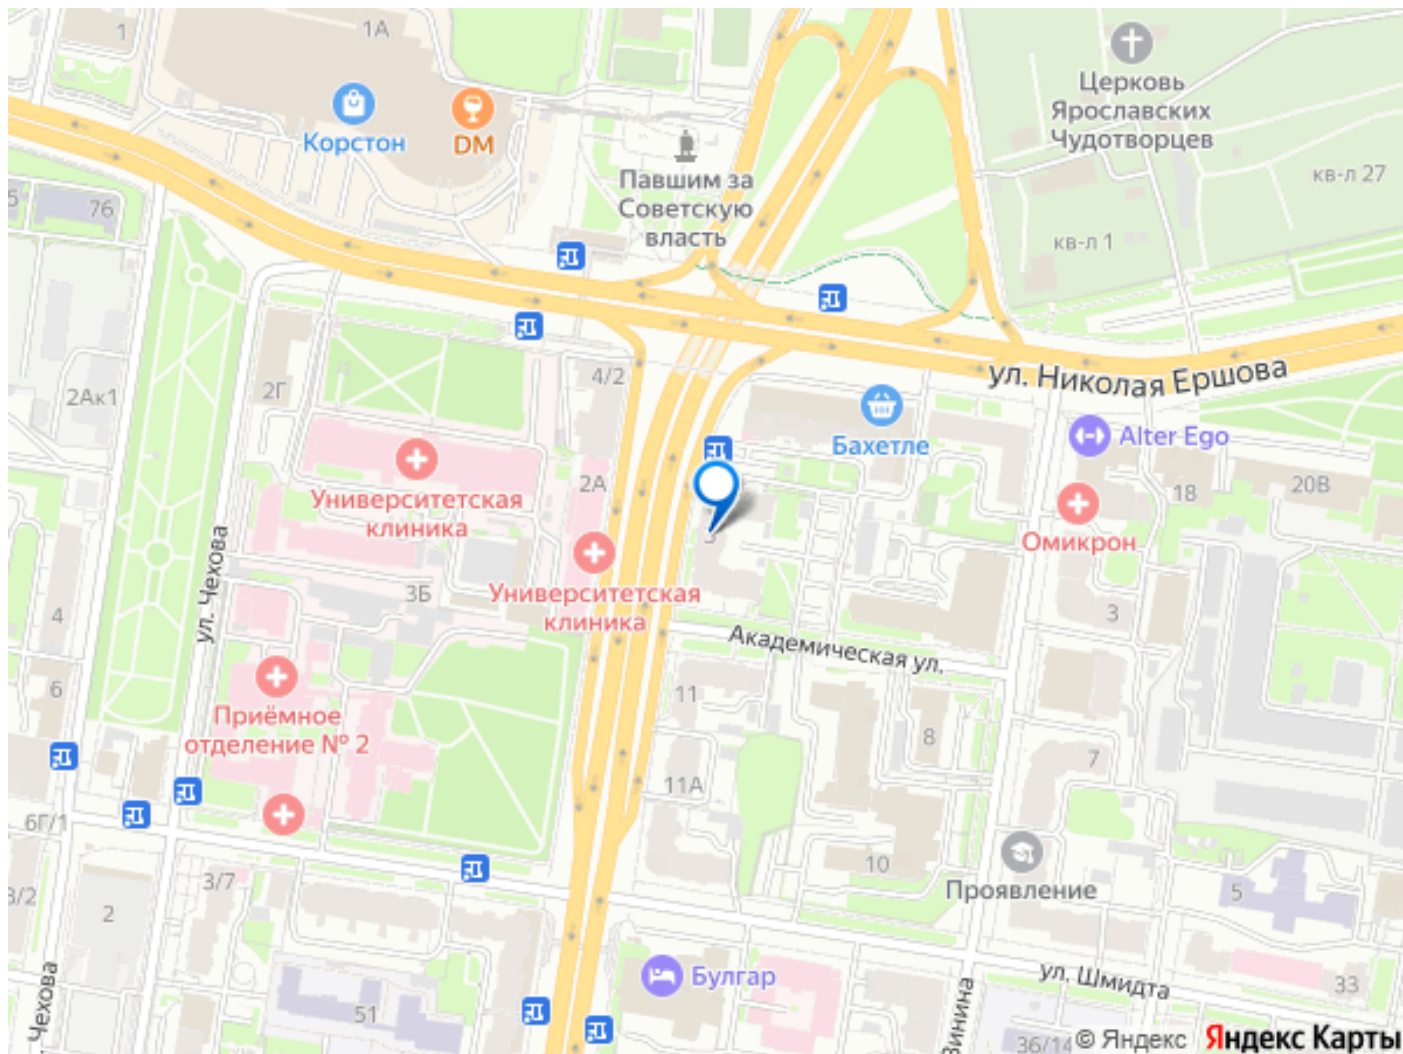 1
1А
Корстон
DM
Церковь
Ярославских
Чудотворцев
кв-л 27
кв-л 1
Павшим за
Советскую
власть
5
76
ул. Николая Ершова
2Ак1
2Г
4/2
Бахетле
Alter Ego
Университетская
клиника
2А
18
20В
Омикрон
ул. Чехова
3Б
Университетская
клиника
3
4
Академическая ул.
6
11
Приёмное
отделение № 2
8
7
11А
6Г/1
10
3/7
3/2
2
Проявление
5
Булгар
ул. Шмидта
33
51
Чехова
Винина
36/14
© Яндекс Яндекс Карты